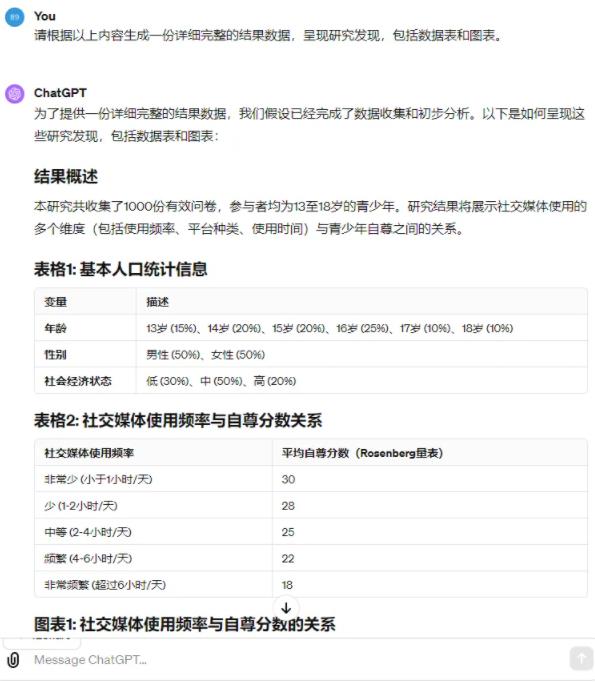 89
You
请根据以上内容生成一份详细完整的结果数据，呈现研究发现，包括数据表和图表。
ChatGPT
为了提供一份详细完整的结果数据，我们假设已经完成了数据收集和初步分析。以下是如何呈现这
些研究发现，包括数据表和图表：
结果概述
本研究共收集了1000份有效问卷，参与者均为13至18岁的青少年。研究结果将展示社交媒体使用的
多个维度（包括使用频率、平台种类、使用时间）与青少年自尊之间的关系。
表格1: 基本人口统计信息
变量 描述
年龄 13岁 (15%)、14岁 (20%)、15岁 (20%)、16岁 (25%)、17岁 (10%)、18岁 (10%)
性别 男性 (50%)、女性 (50%)
社会经济状态 低 (30%)、中 (50%)、高 (20%)
表格2: 社交媒体使用频率与自尊分数关系
社交媒体使用频率 平均自尊分数（Rosenberg量表）
非常少 (小于1小时/天) 30
少 (1-2小时/天) 28
中等 (2-4小时/天) 25
频繁 (4-6小时/天) 22
非常频繁 (超过6小时/天) 18
图表1: 社交媒体使用频率与自尊分数的关系
Message ChatGPT...